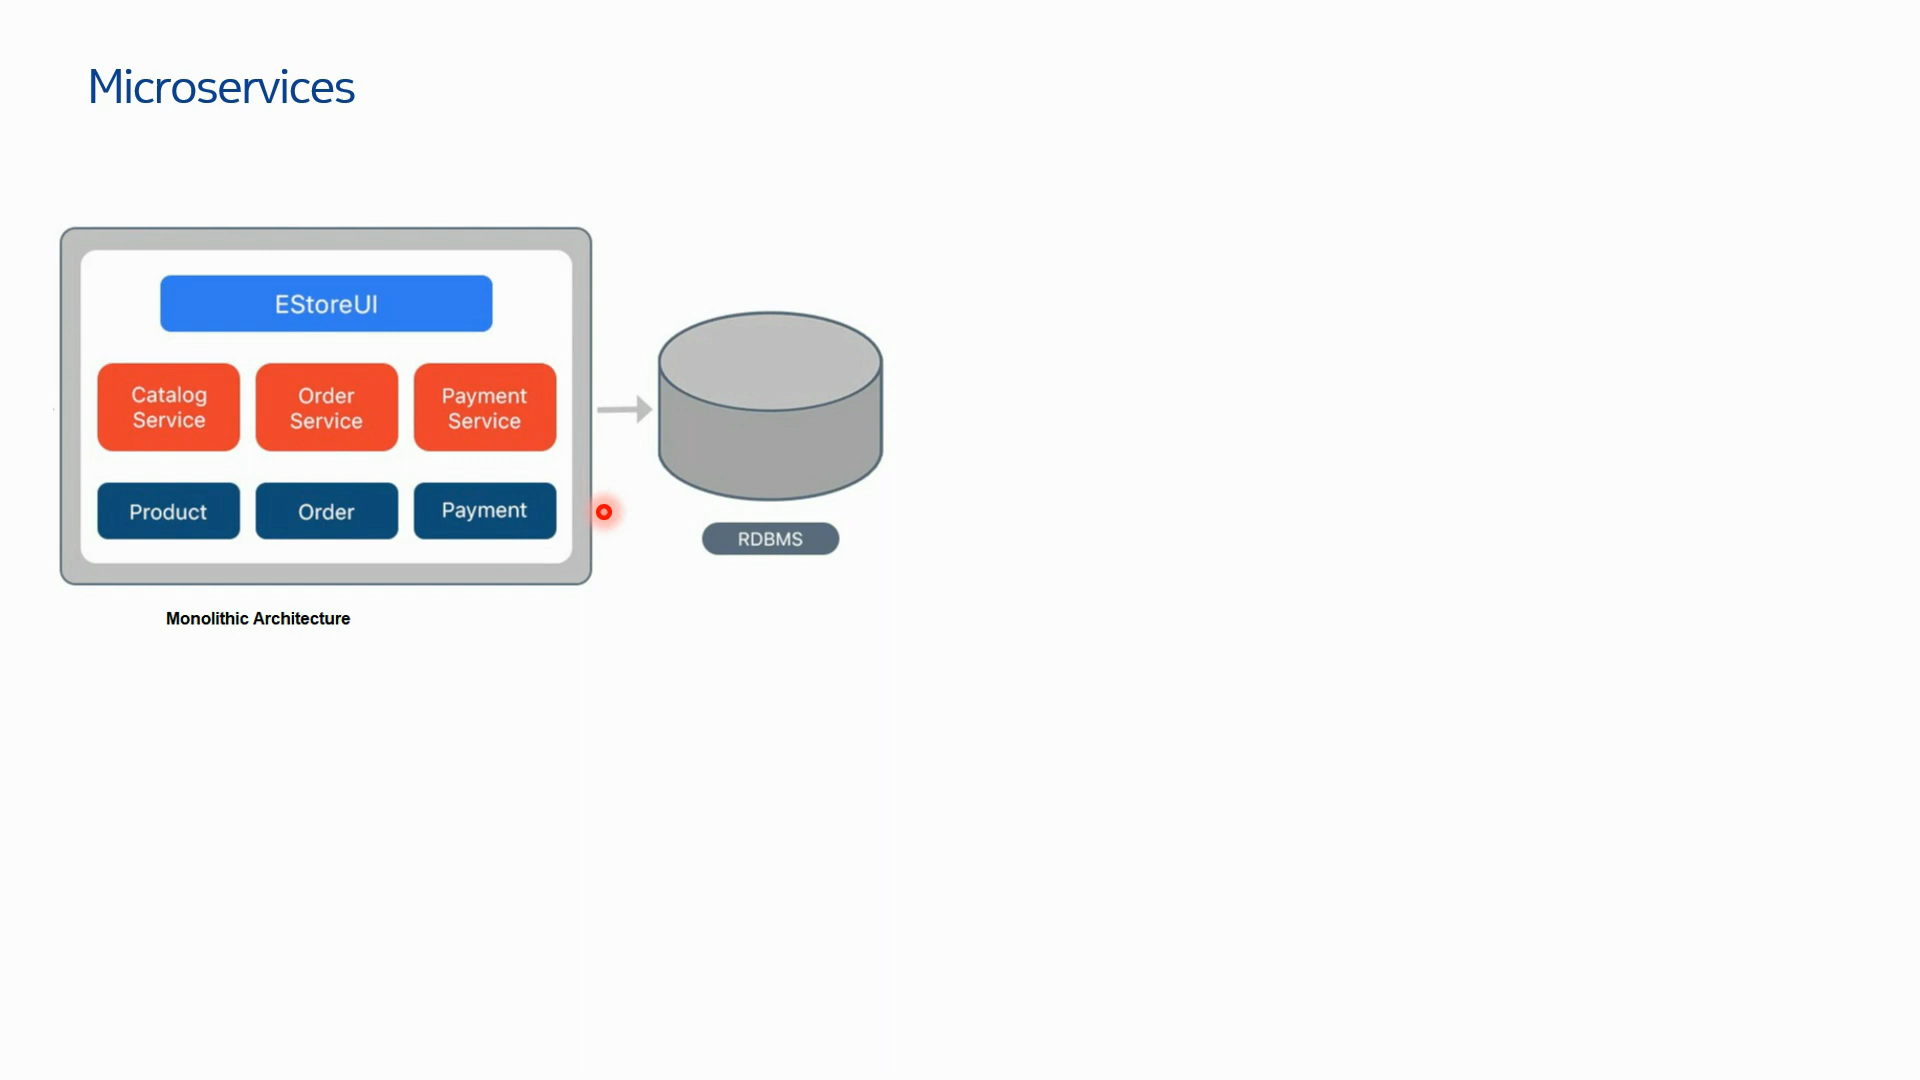 Microservices
EStoreUI
Catalog
Service
Order
Service
Payment
Service
Product
Order
Payment
RDBMS
Monolithic Architecture